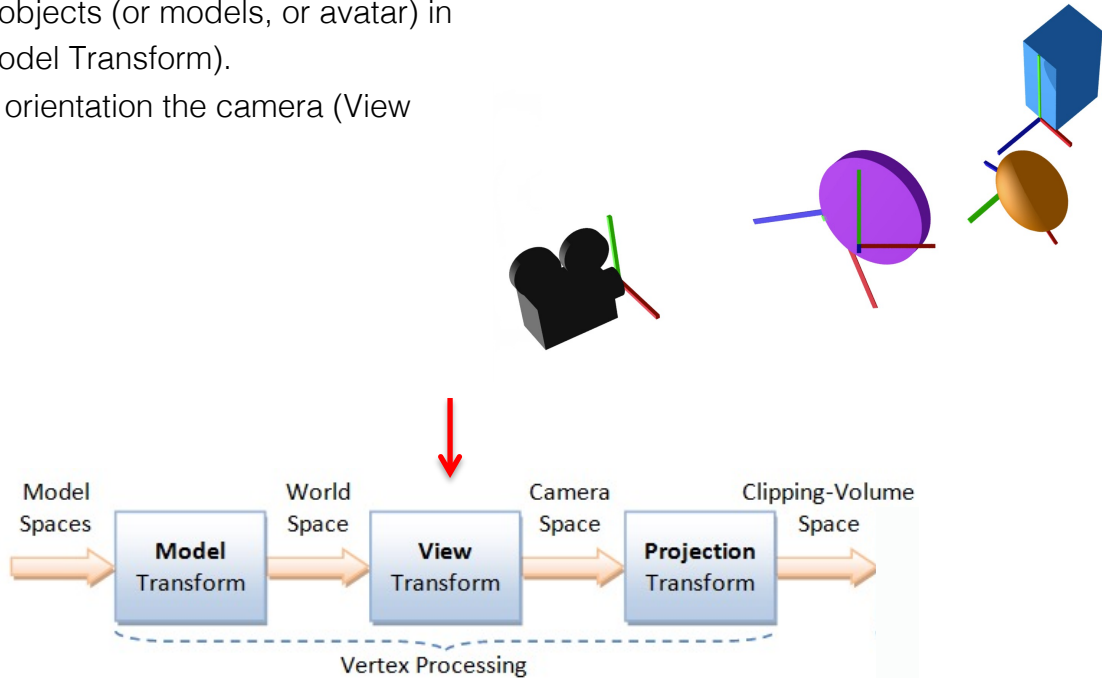 objects (or models, or avatar) in
odel Transform).
orientation the camera (View
Model
Spaces
World
Space
Camera
Space
Clipping-Volume
Space
Model
Transform
View
Transform
Projection
Transform
Vertex Processing